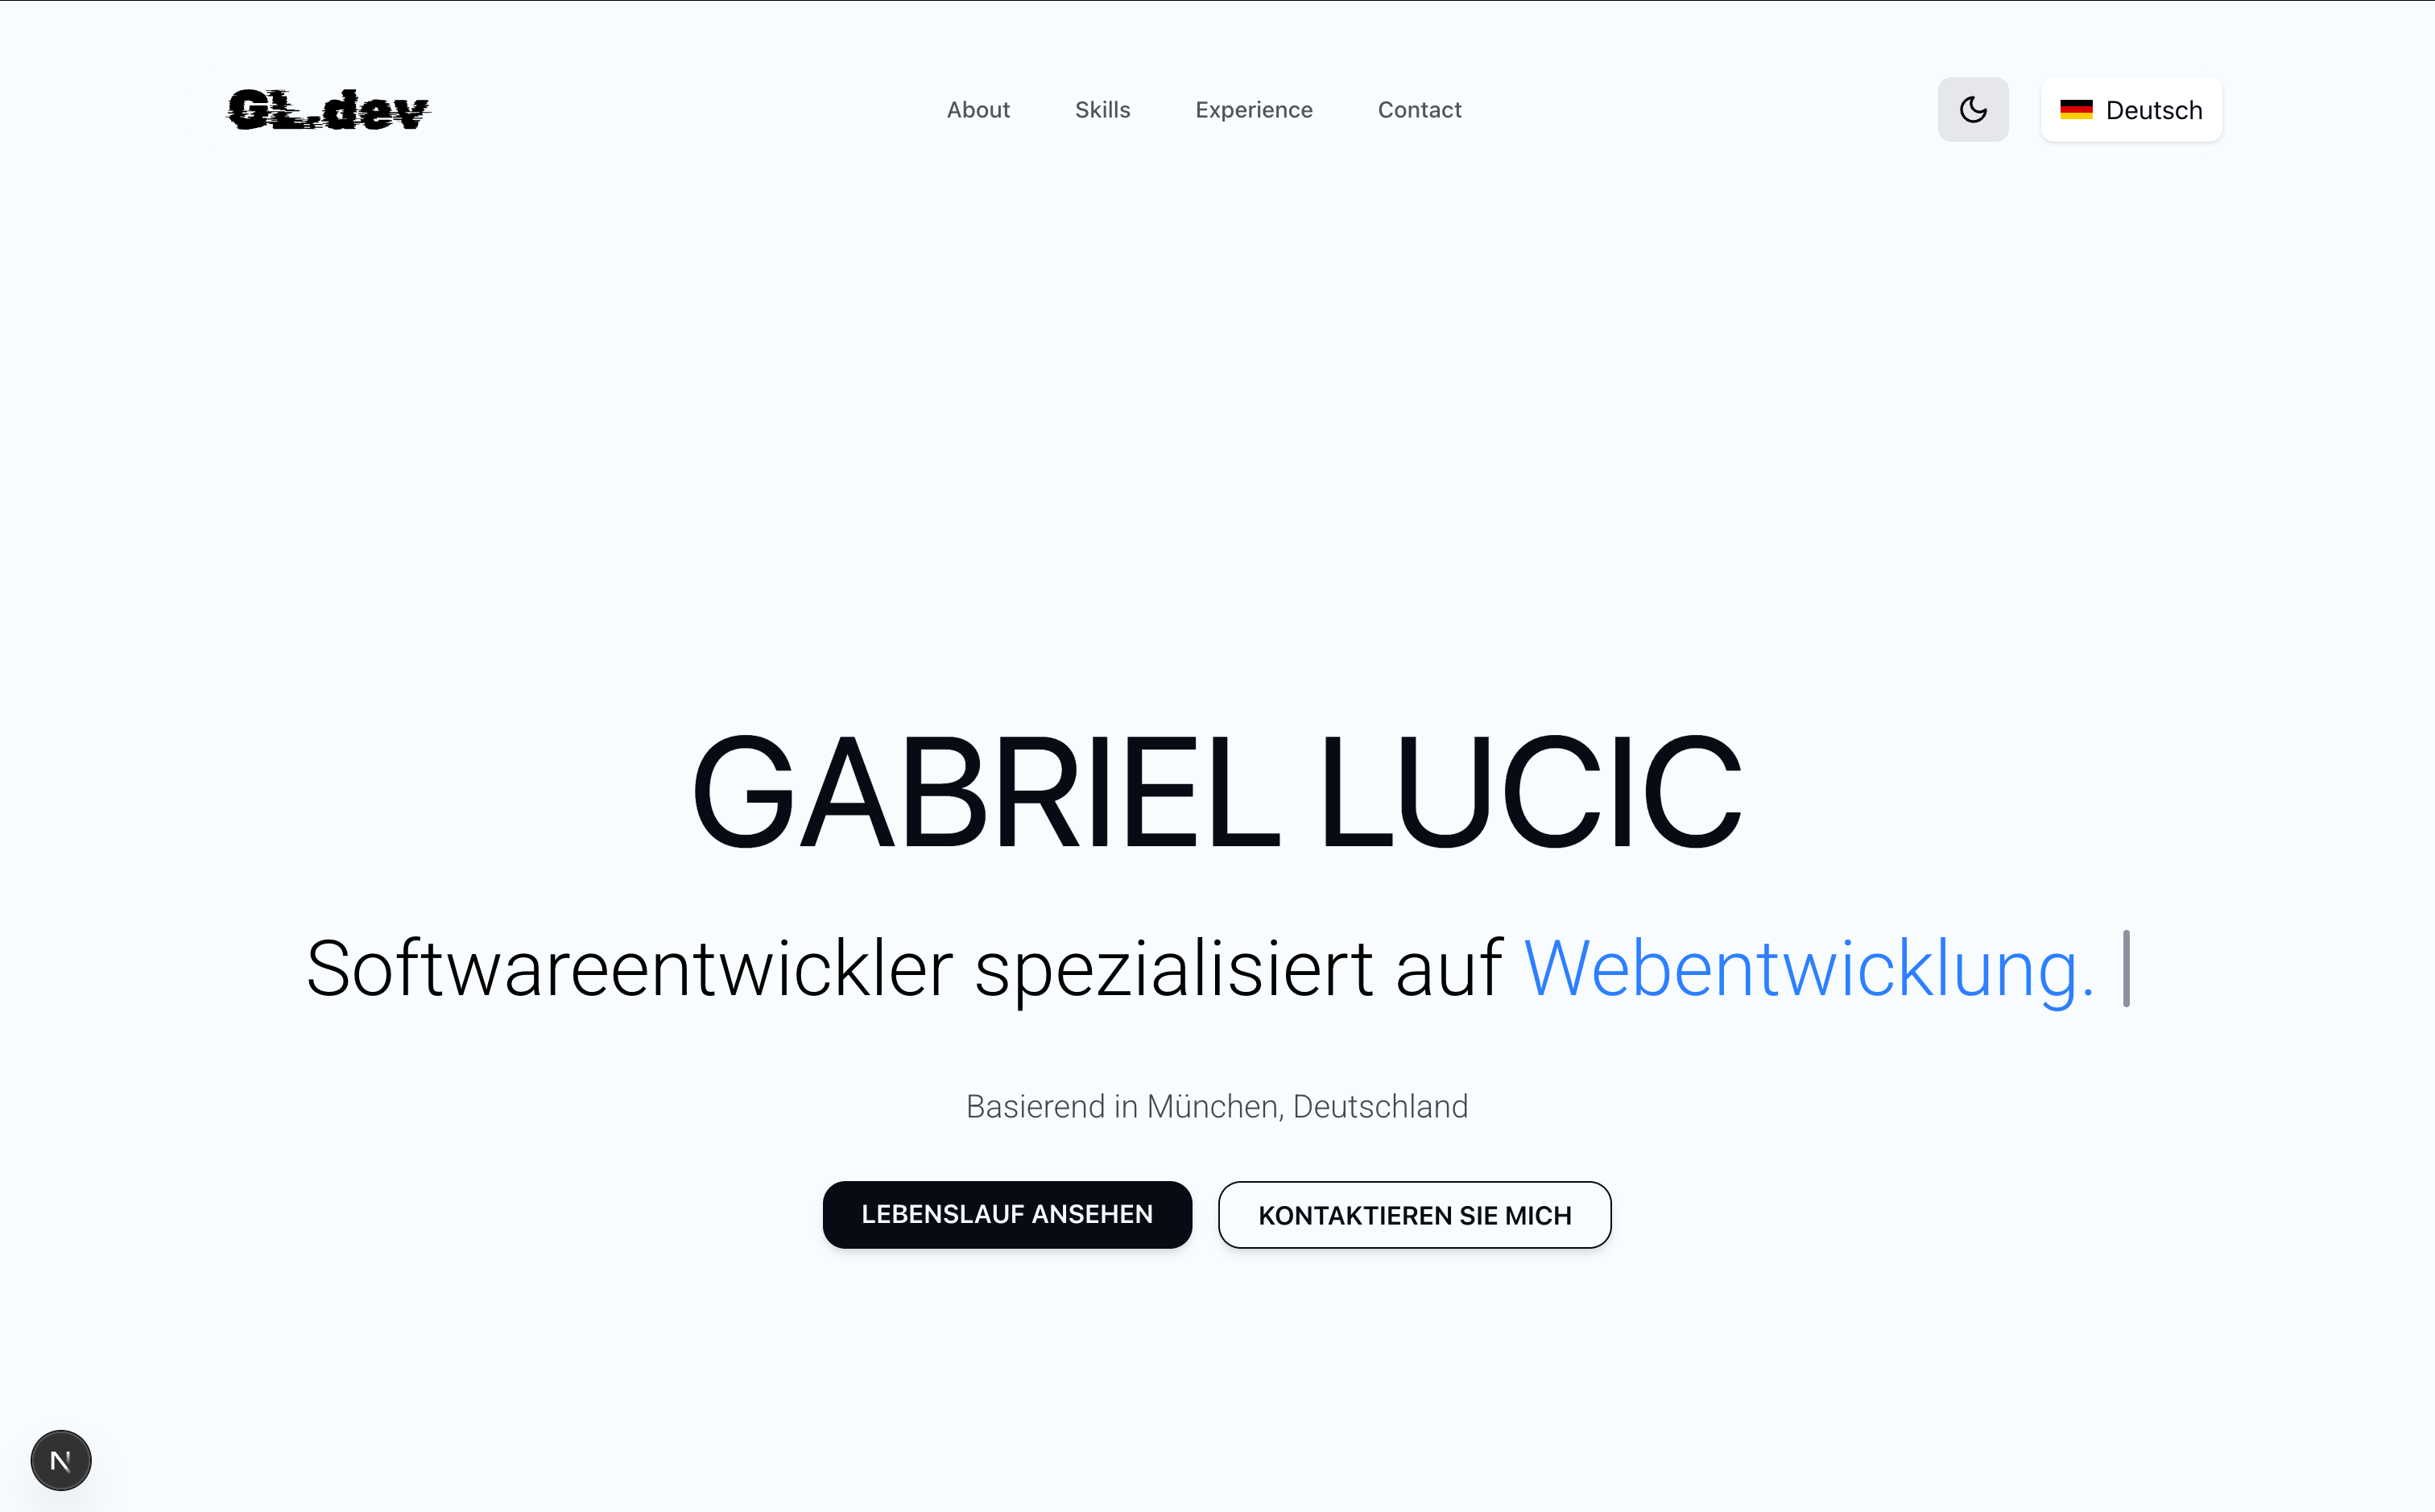 GL.dev
About Skills Experience Contact
Deutsch
GABRIEL LUCIC
Softwareentwickler spezialisiert auf Webentwicklung.
Basierend in München, Deutschland
LEBENSLAUF ANSEHEN KONTAKTIEREN SIE MICH
N